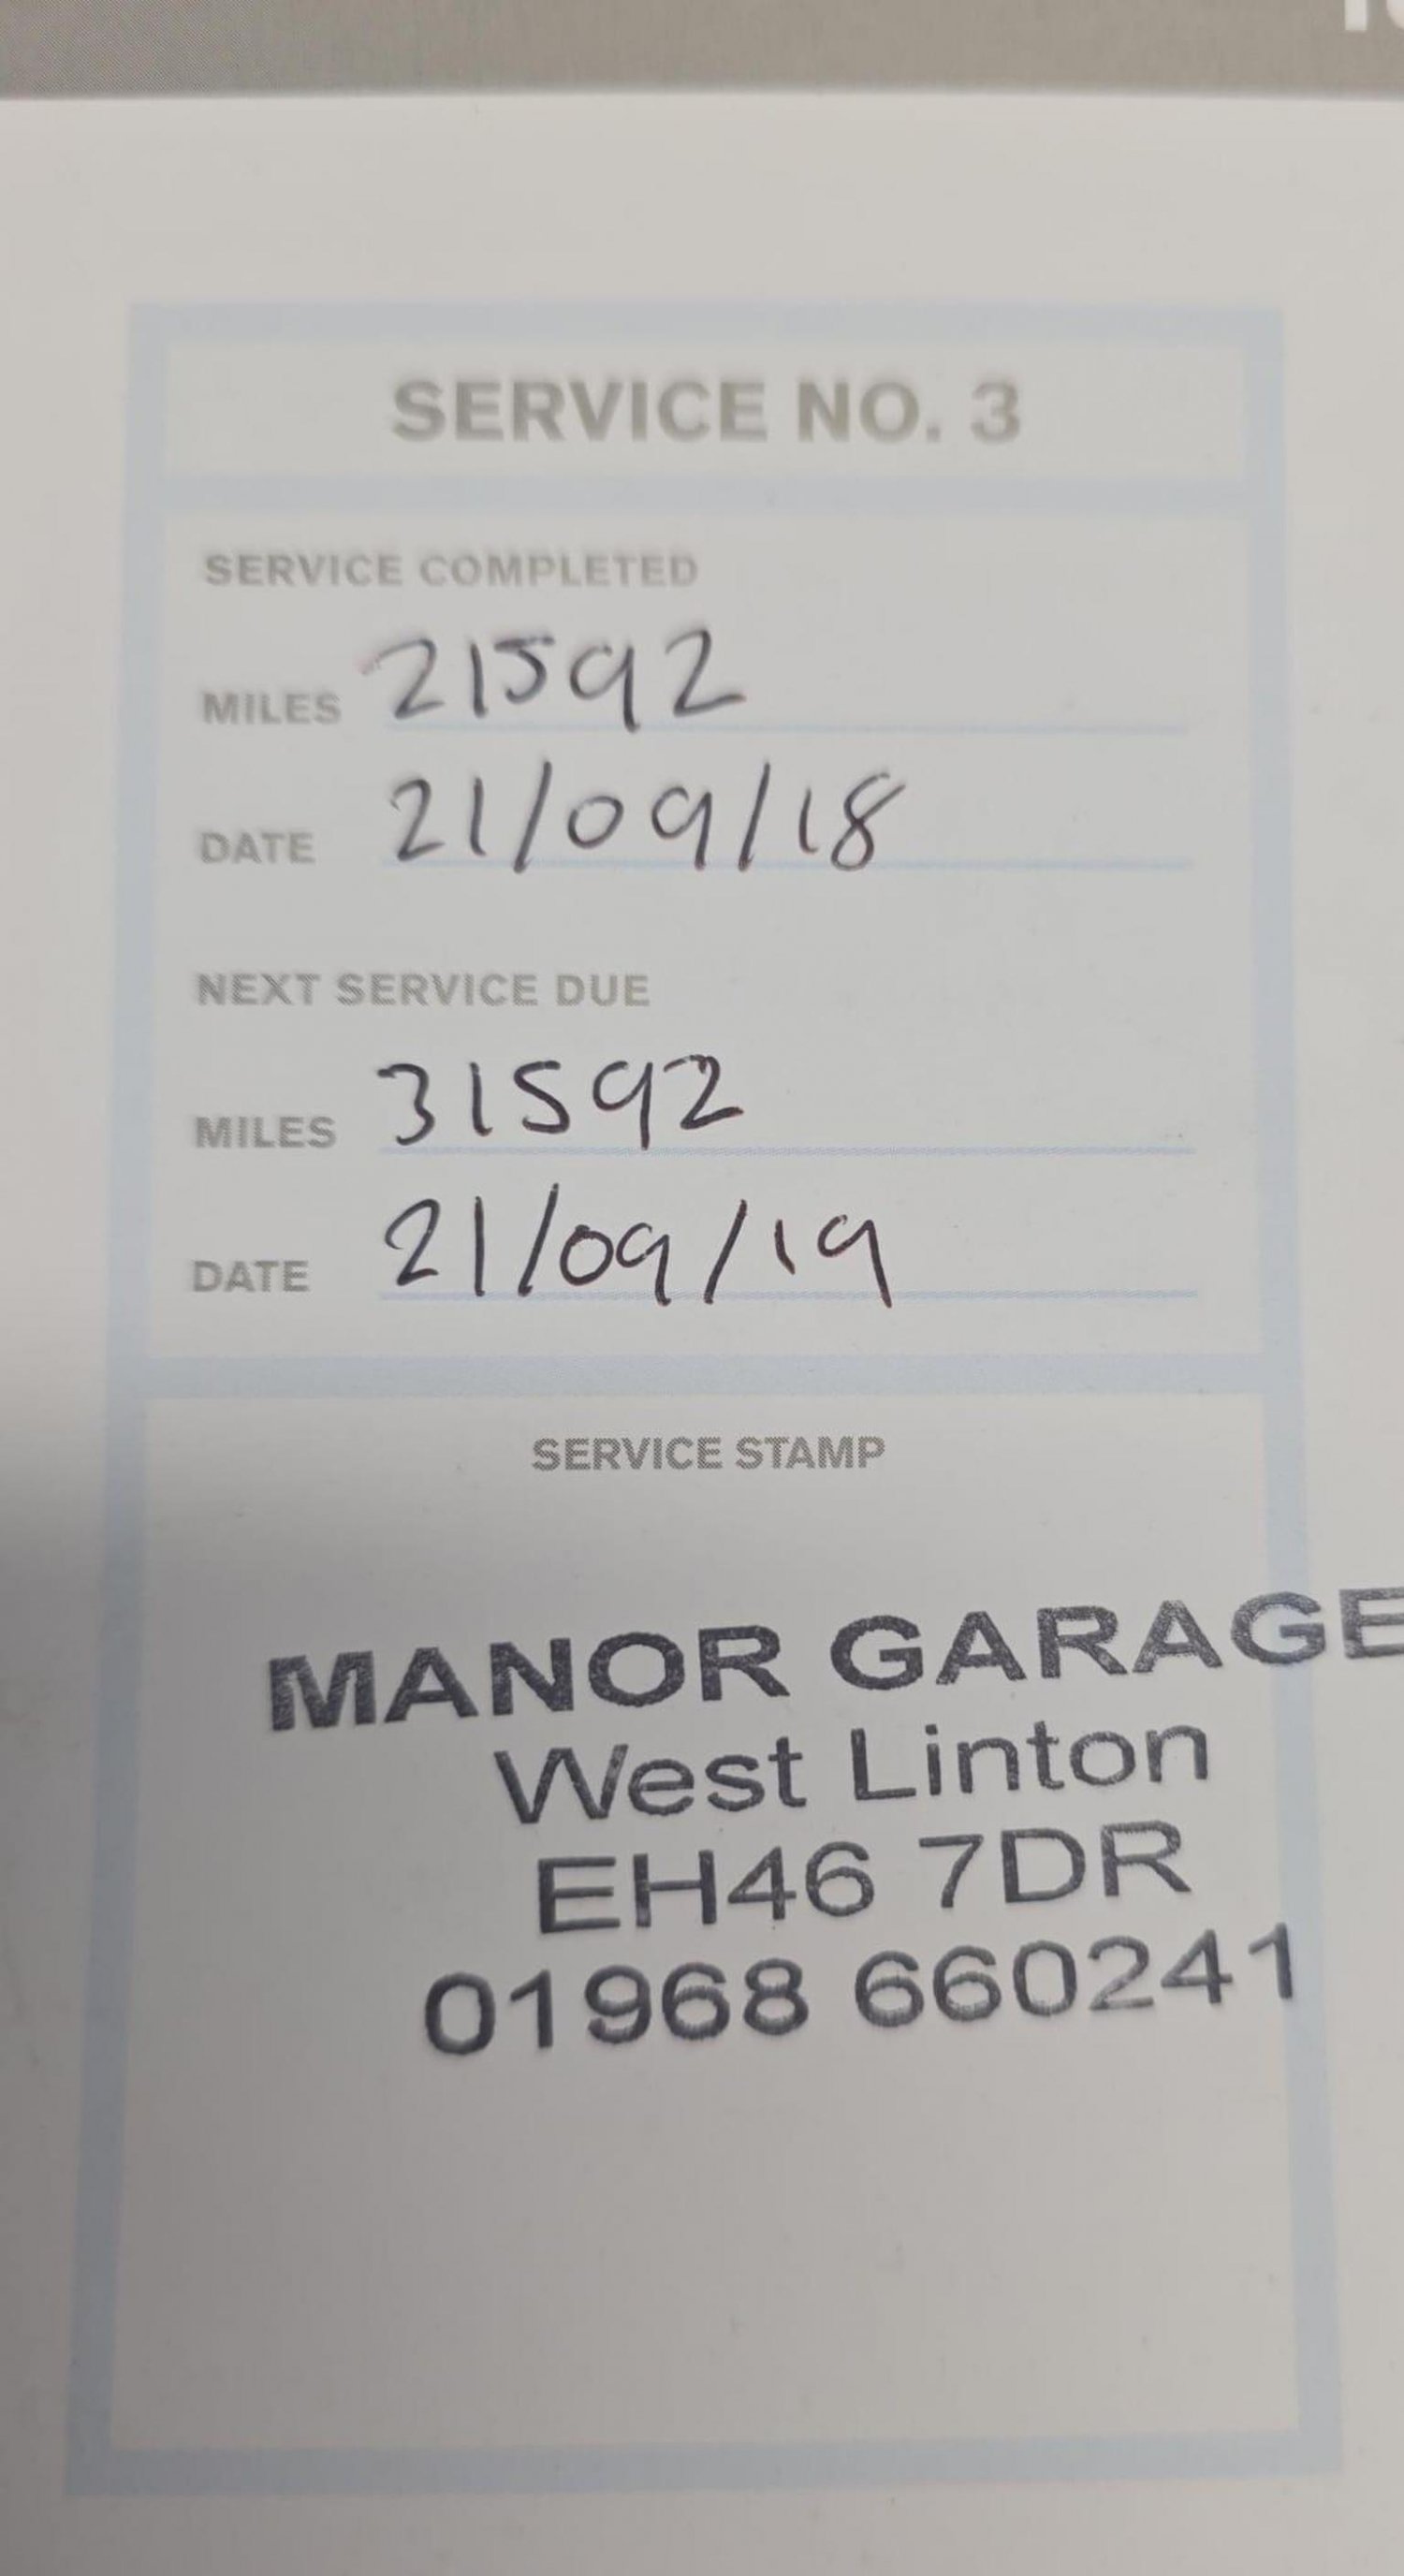 SERVICE NO. 3
SERVICE COMPLETED
MILES 21592
DATE 21/09/18
NEXT SERVICE DUE
MILES 31592
DATE 21/09/19
SERVICE STAMP
MANOR GARAGE
West Linton
EH46 7DR
01968 660241